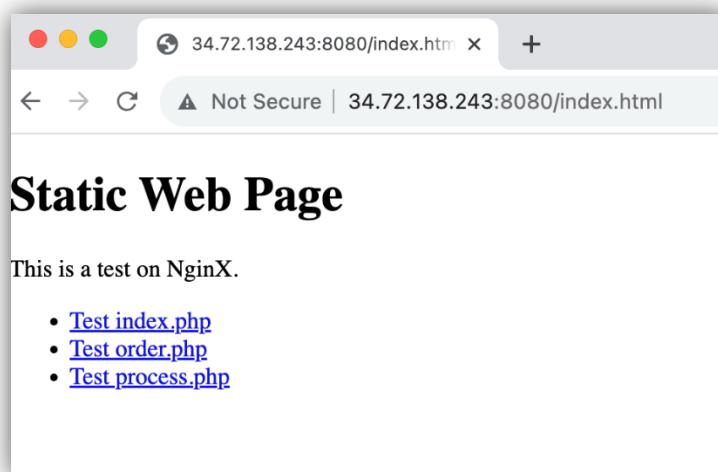 34.72.138.243:8080/index.htm
Not Secure | 34.72.138.243:8080/index.html
Static Web Page
This is a test on NginX.
• Test index.php
• Test order.php
• Test process.php